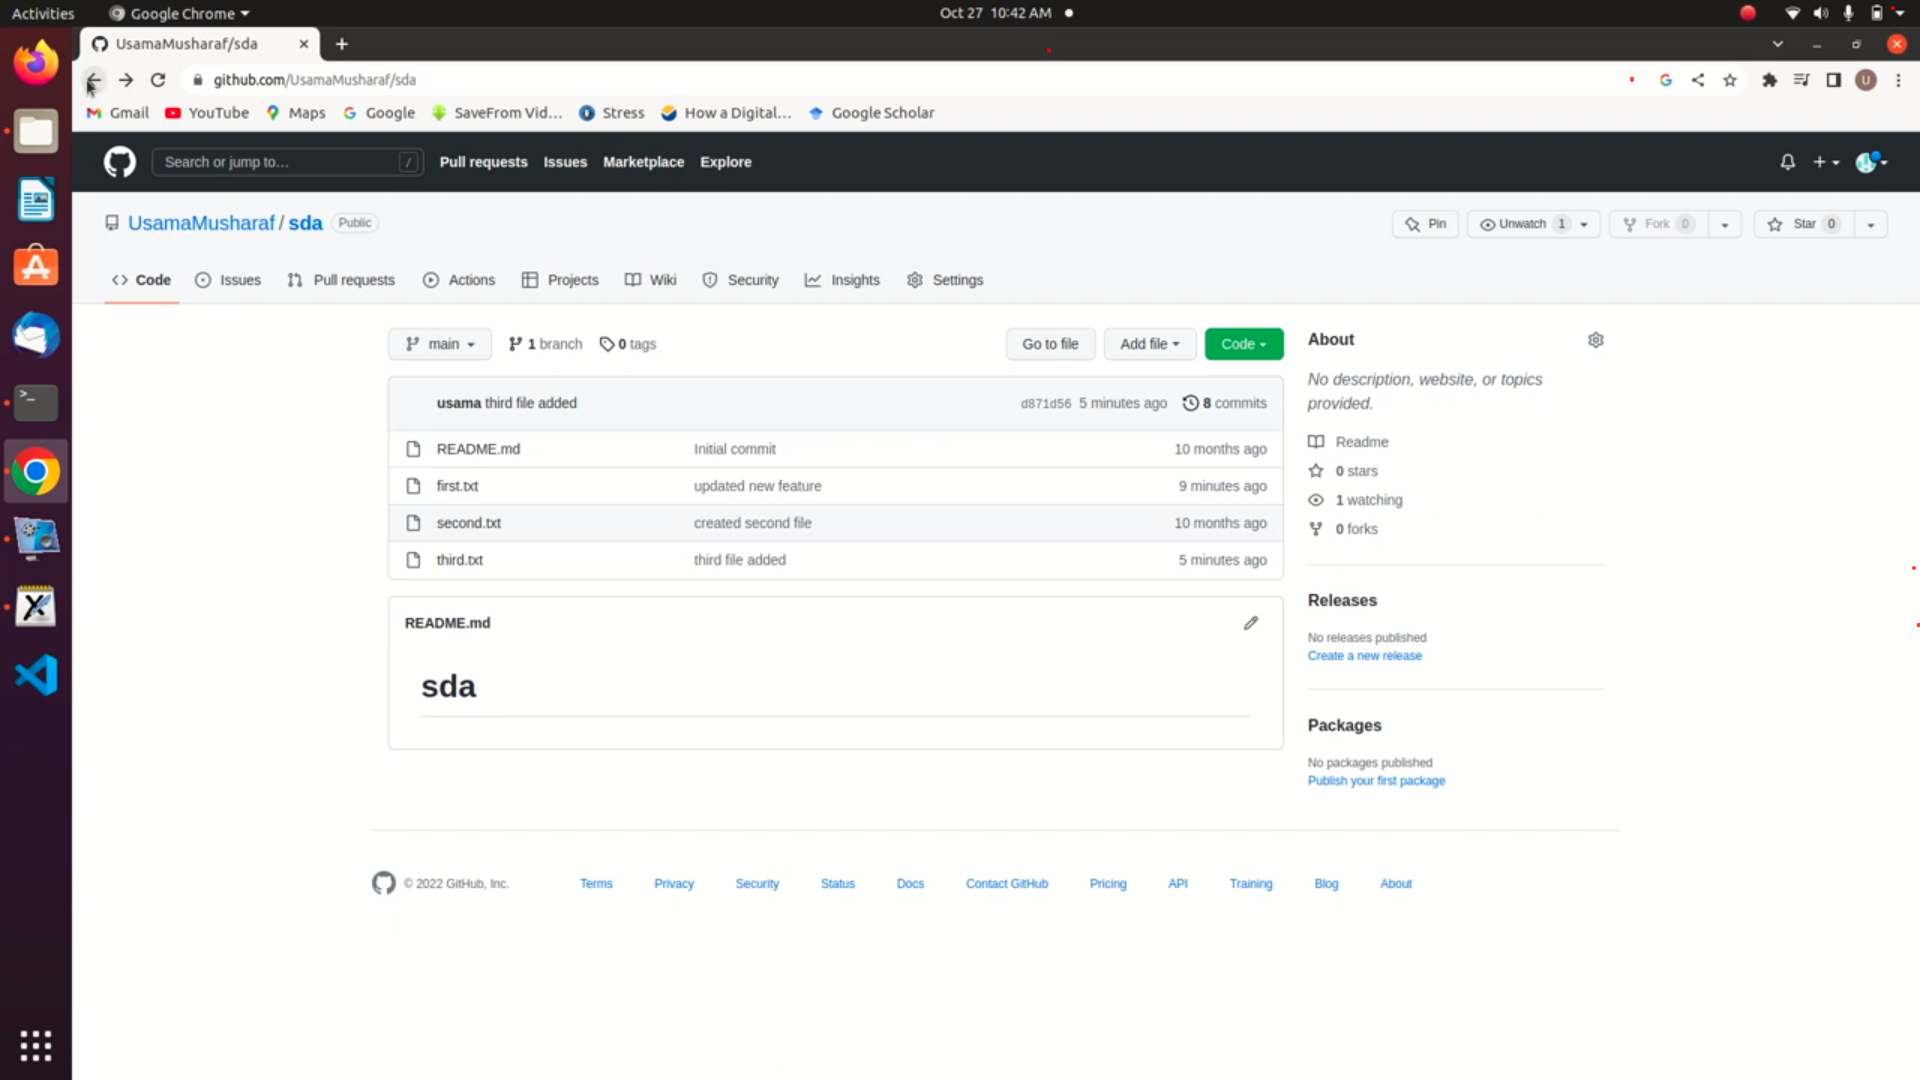 Activities Google Chrome Oct 27 10:42 AM
UsamaMusharaf/sda
github.com/UsamaMusharaf/sda
U
Gmail YouTube Maps Google SaveFrom Vid... Stress How a Digital... Google Scholar
Search or jump to... / Pull requests Issues Marketplace Explore
UsamaMusharaf / sda Public Pin Unwatch 1 Fork 0 Star 0
Code Issues Pull requests Actions Projects Wiki Security Insights Settings
main 1 branch 0 tags Go to file Add file Code
usama third file added d871d56 5 minutes ago 8 commits
README.md Initial commit 10 months ago
first.txt updated new feature 9 minutes ago
second.txt created second file 10 months ago
third.txt third file added 5 minutes ago
README.md
sda
About
No description, website, or topics
provided.
Readme
0 stars
1 watching
0 forks
Releases
No releases published
Create a new release
Packages
No packages published
Publish your first package
© 2022 GitHub, Inc. Terms Privacy Security Status Docs Contact GitHub Pricing API Training Blog About